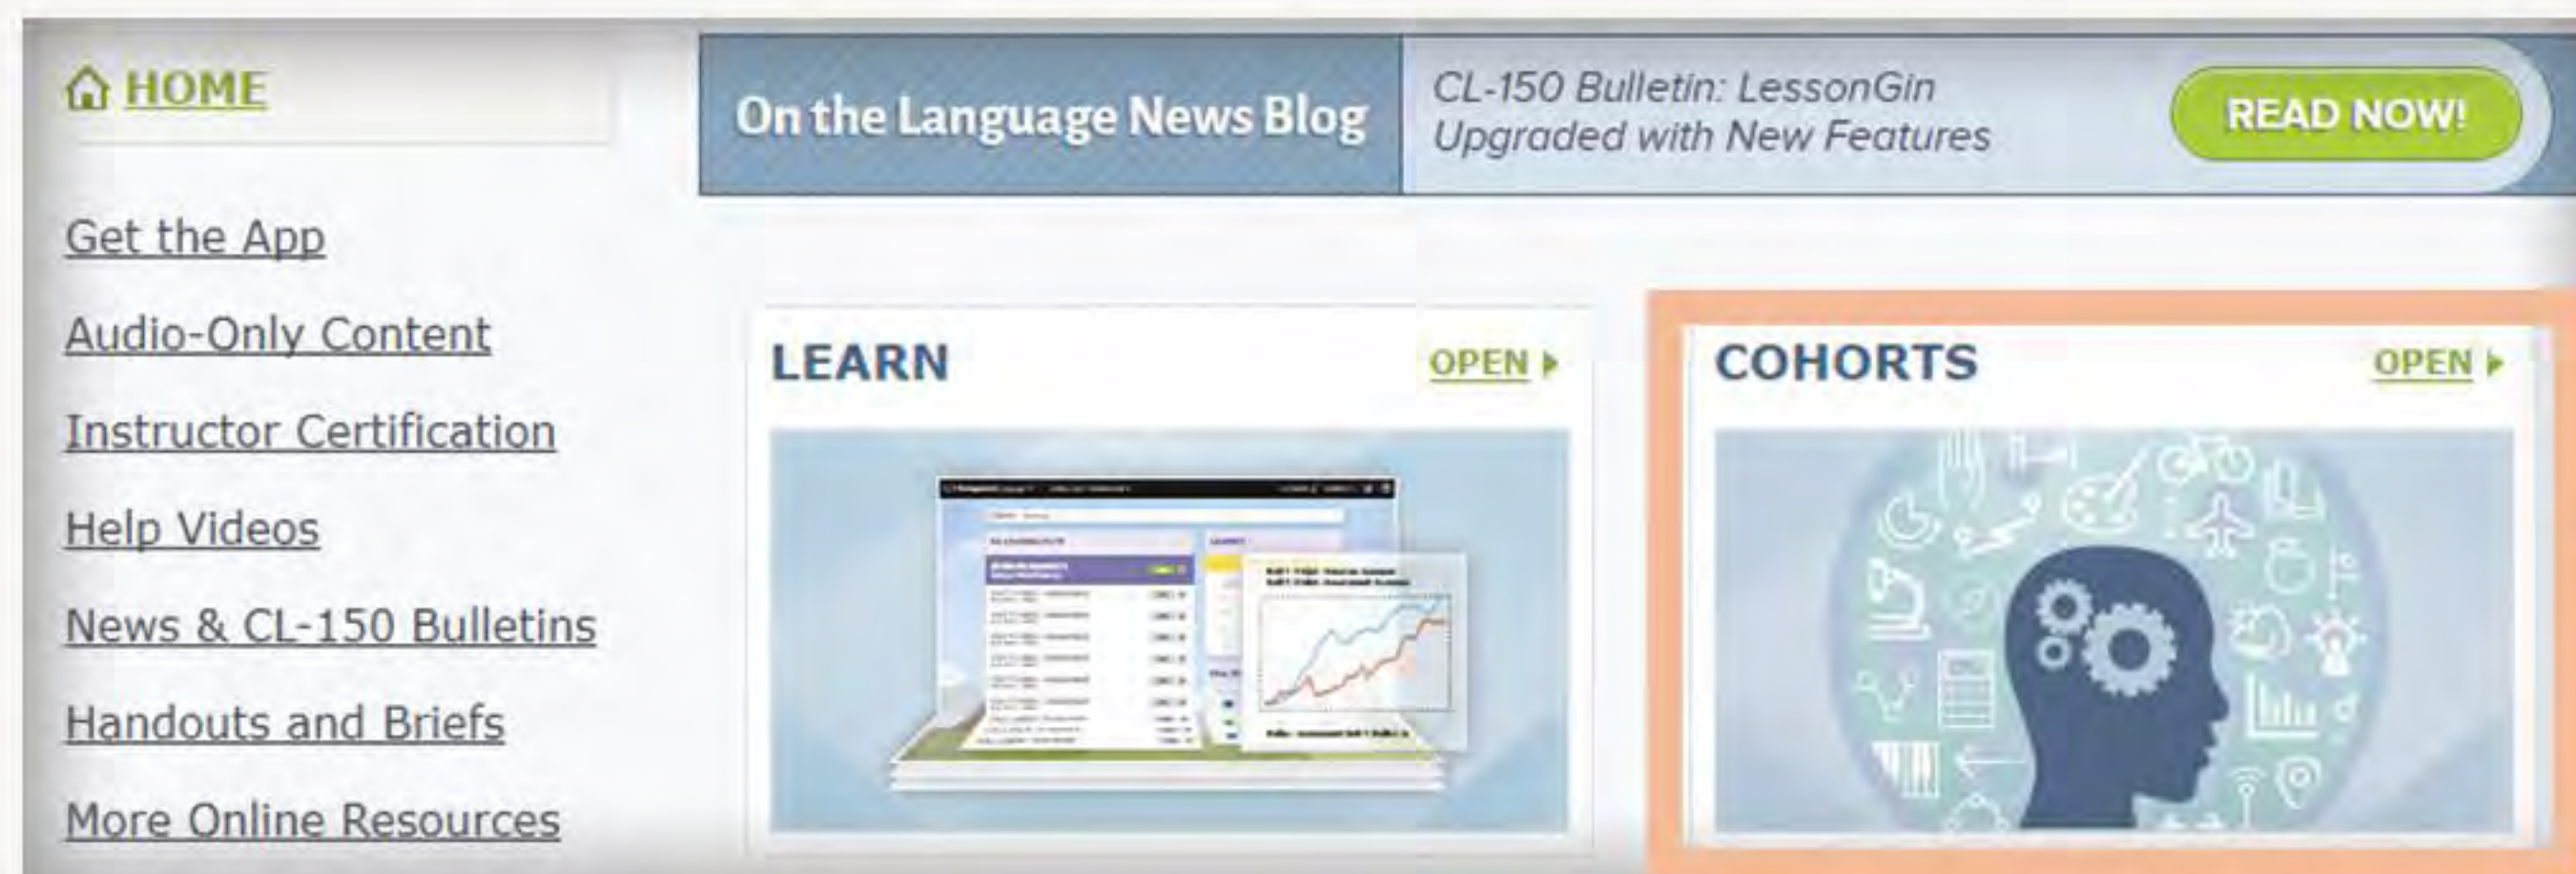 HOME
Get the App
Audio-Only Content
Instructor Certification
Help Videos
News & CL-150 Bulletins
Handouts and Briefs
More Online Resources
On the Language News Blog
CL-150 Bulletin: LessonGin
Upgraded with New Features
READ NOW!
LEARN
OPEN
COHORTS
OPEN